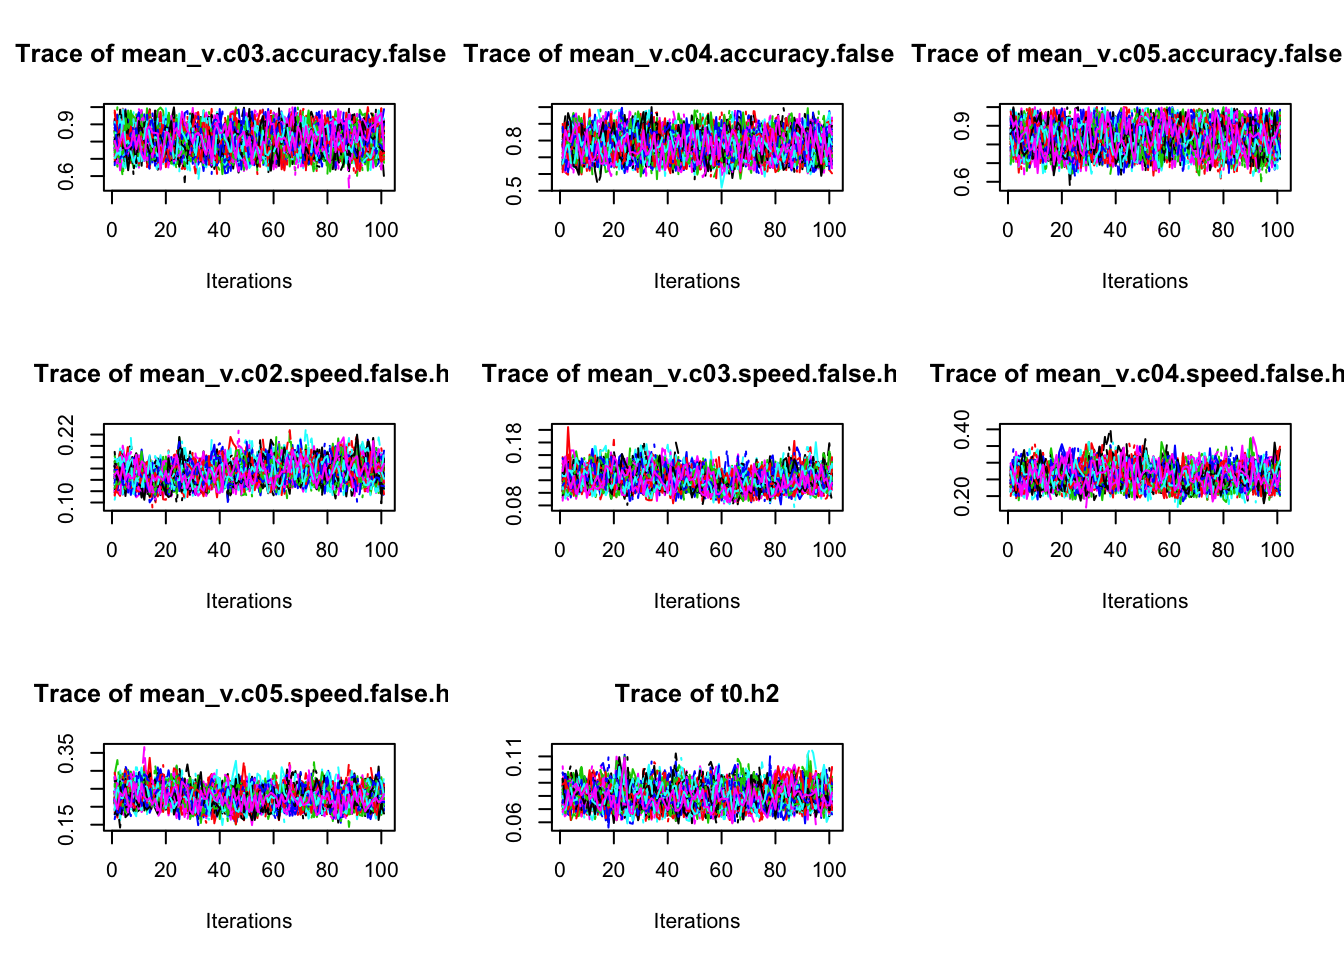 Trace of mean_v.c03.accuracy.false
0.9
0.6
0 20 40 60 80 100
Iterations
Trace of mean_v.c04.accuracy.false
0.8
0.5
0 20 40 60 80 100
Iterations
Trace of mean_v.c05.accuracy.false
0.9
0.6
0 20 40 60 80 100
Iterations
Trace of mean_v.c02.speed.false.h
0.22
0.10
0 20 40 60 80 100
Iterations
Trace of mean_v.c03.speed.false.h
0.18
0.08
0 20 40 60 80 100
Iterations
Trace of mean_v.c04.speed.false.h
0.40
0.20
0 20 40 60 80 100
Iterations
Trace of mean_v.c05.speed.false.h
0.35
0.15
0 20 40 60 80 100
Iterations
Trace of t0.h2
0.11
0.06
0 20 40 60 80 100
Iterations